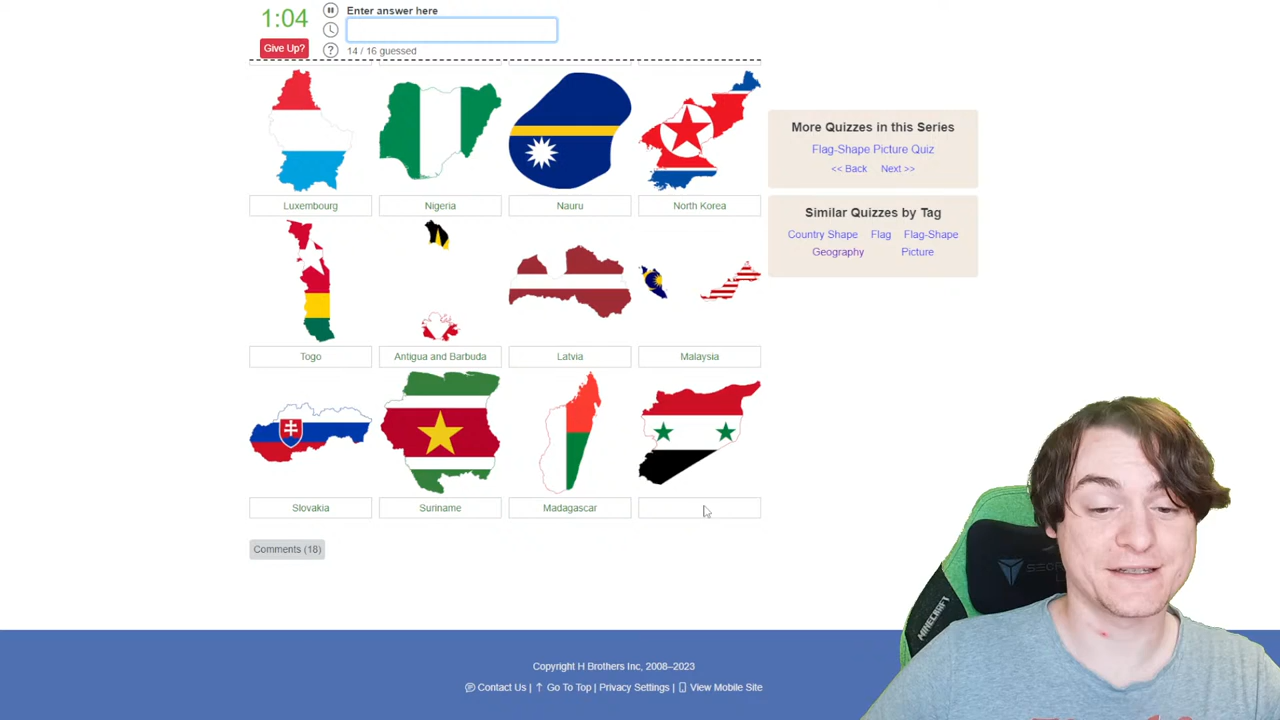 1:04
Enter answer here
Give Up?
14 / 16 guessed
More Quizzes in this Series
Flag-Shape Picture Quiz
<< Back Next >>
Luxembourg Nigeria Nauru North Korea
Similar Quizzes by Tag
Country Shape Flag Flag-Shape
Geography Picture
Togo Antigua and Barbuda Latvia Malaysia
Slovakia Suriname Madagascar
Comments (18)
MINECRAFT
Copyright H Brothers Inc, 2008–2023
Contact Us | Go To Top | Privacy Settings | View Mobile Site